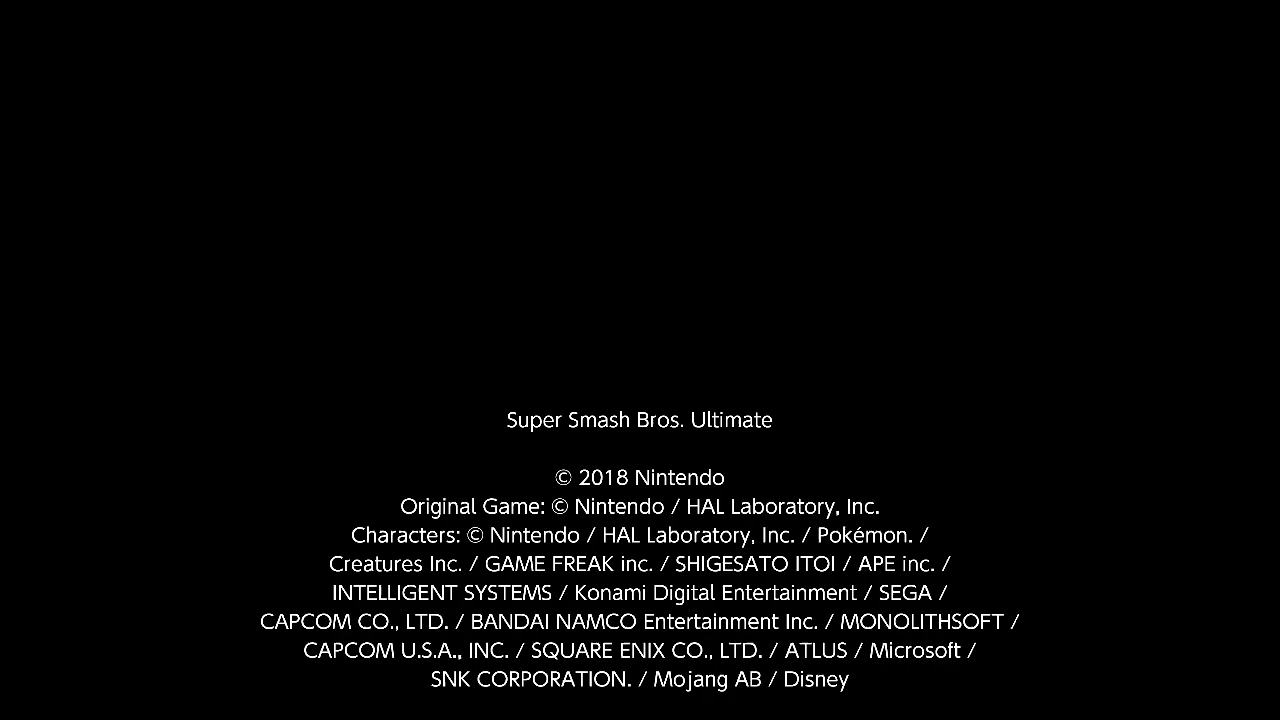 Super Smash Bros. Ultimate
© 2018 Nintendo
Original Game: © Nintendo / HAL Laboratory, Inc.
Characters: © Nintendo / HAL Laboratory, Inc. / Pokémon. /
Creatures Inc. / GAME FREAK inc. / SHIGESATO ITOI / APE inc. /
INTELLIGENT SYSTEMS / Konami Digital Entertainment / SEGA /
CAPCOM CO., LTD. / BANDAI NAMCO Entertainment Inc. / MONOLITHSOFT /
CAPCOM U.S.A., INC. / SQUARE ENIX CO., LTD. / ATLUS / Microsoft /
SNK CORPORATION. / Mojang AB / Disney